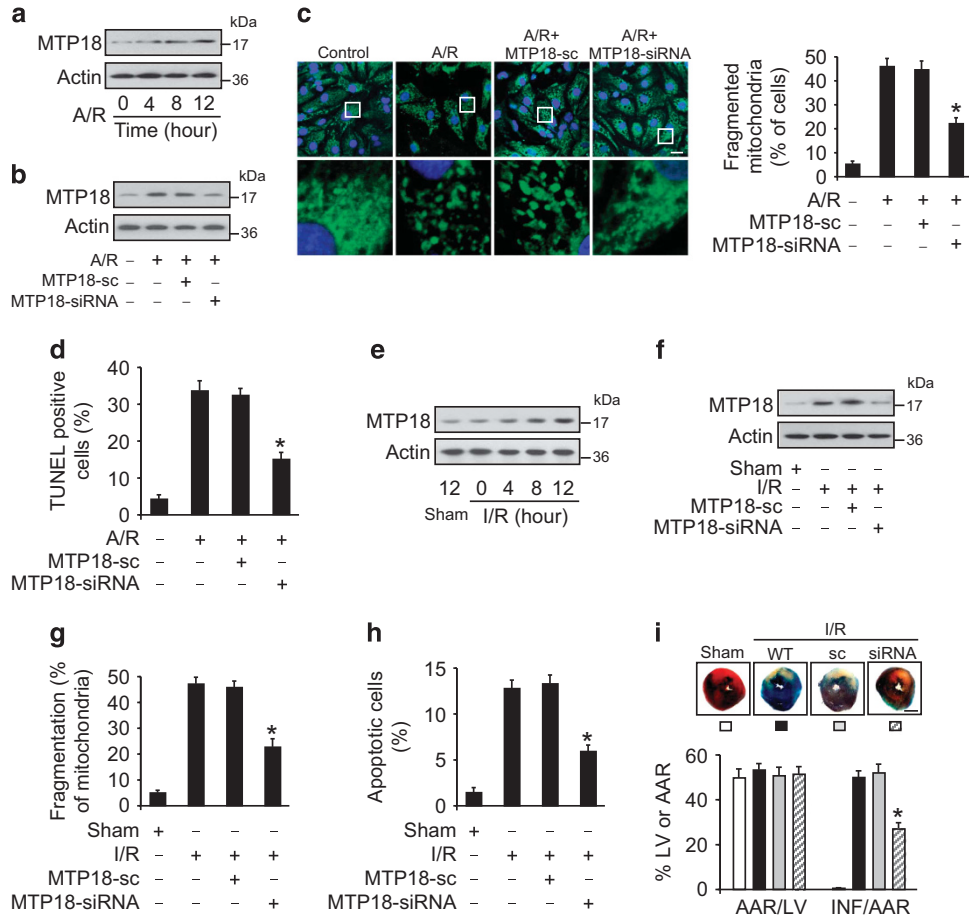 a
kDa
MTP18
17
Actin
36
0 4 8 12
A/R
Time (hour)
b
kDa
MTP18
17
Actin
36
A/R – + + +
MTP18-sc – – + –
MTP18-siRNA – – – +
c
Control
A/R
A/R+
MTP18-sc
A/R+
MTP18-siRNA
Fragmented
mitochondria
(% of cells)
50
40
30
20
10
0
*
A/R – + + +
MTP18-sc – – + –
MTP18-siRNA – – – +
d
TUNEL positive
cells (%)
40
30
20
10
0
*
A/R – + + +
MTP18-sc – – + –
MTP18-siRNA – – – +
e
kDa
MTP18
17
Actin
36
12 0 4 8 12
Sham I/R (hour)
f
kDa
MTP18
17
Actin
36
Sham + – – –
I/R – + + +
MTP18-sc – – + –
MTP18-siRNA – – – +
g
Fragmentation (%
of mitochondria)
50
40
30
20
10
0
*
Sham + – – –
I/R – + + +
MTP18-sc – – + –
MTP18-siRNA – – – +
h
Apoptotic cells
(%)
15
12
9
6
3
0
*
Sham + – – –
I/R – + + +
MTP18-sc – – + –
MTP18-siRNA – – – +
i
I/R
Sham WT sc siRNA
% LV or AAR
60
40
20
0
*
AAR/LV INF/AAR